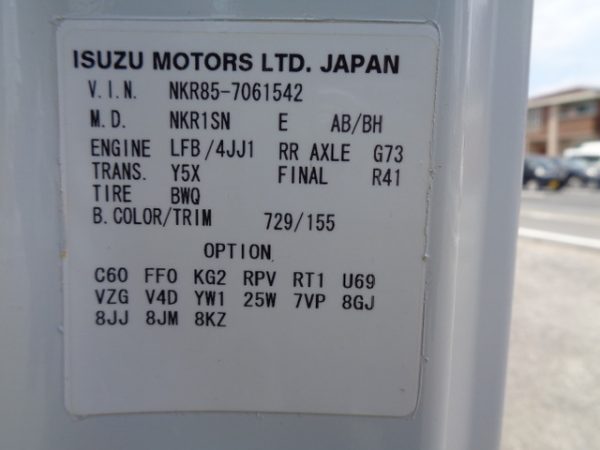 ISUZU MOTORS LTD. JAPAN
V.I.N. NKR85-7061542
M.D. NKR1SN E AB/BH
ENGINE LFB/4JJ1 RR AXLE G73
TRANS. Y5X FINAL R41
TIRE BWQ
B.COLOR/TRIM 729/155
OPTION
C60 FF0 KG2 RPV RT1 U69
VZG V4D YW1 25W 7VP 8GJ
8JJ 8JM 8KZ